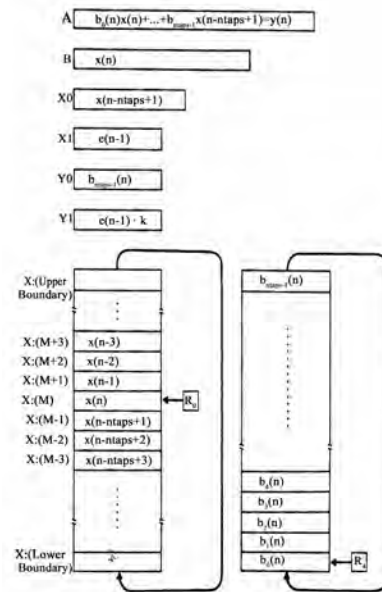 A b₀(n)x(n)+...+bntaps-1x(n-ntaps+1)=y(n)
B x(n)
X0 x(n-ntaps+1)
X1 e(n-1)
Y0 bntaps-1(n)
Y1 e(n-1) · k
X:(Upper Boundary)
X:(M+3) x(n-3)
X:(M+2) x(n-2)
X:(M+1) x(n-1)
X:(M) x(n) R₀
X:(M-1) x(n-ntaps+1)
X:(M-2) x(n-ntaps+2)
X:(M-3) x(n-ntaps+3)
X:(Lower Boundary)
bntaps-1(n)
b₄(n)
b₃(n)
b₂(n)
b₁(n)
b₀(n) R₄